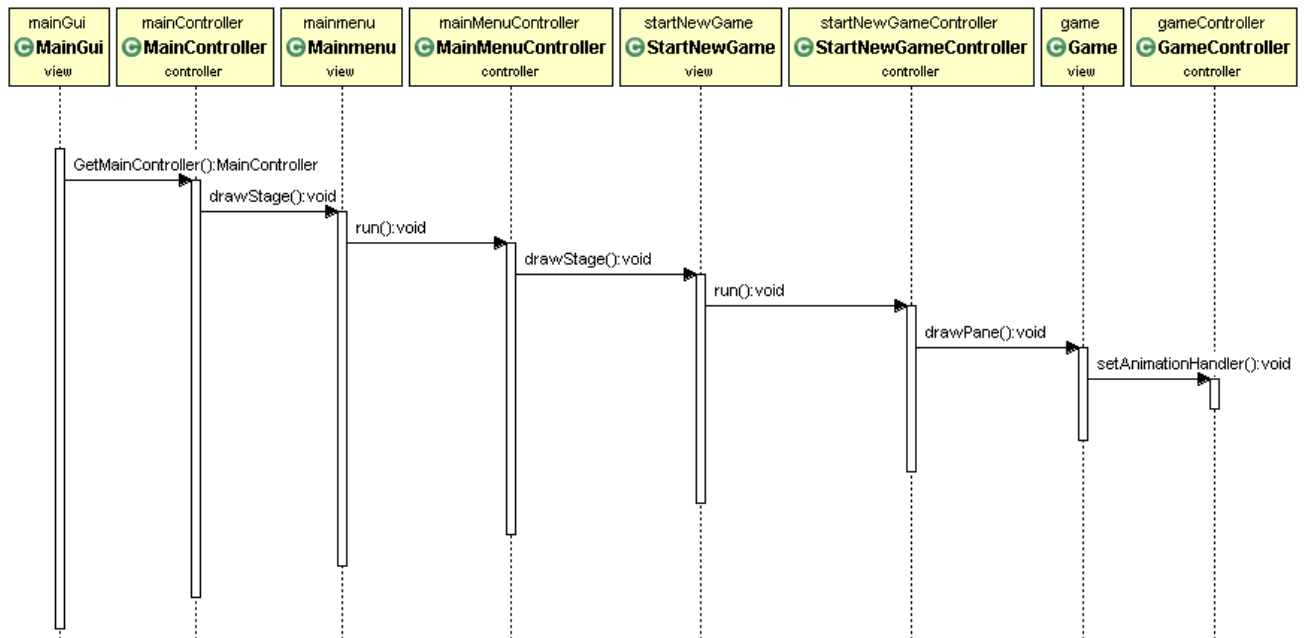 mainGui
MainGui
view
mainController
MainController
controller
mainmenu
Mainmenu
view
mainMenuController
MainMenuController
controller
startNewGame
StartNewGame
view
startNewGameController
StartNewGameController
controller
game
Game
view
gameController
GameController
controller
GetMainController():MainController
drawStage():void
run():void
drawStage():void
run():void
drawPane():void
setAnimationHandler():void